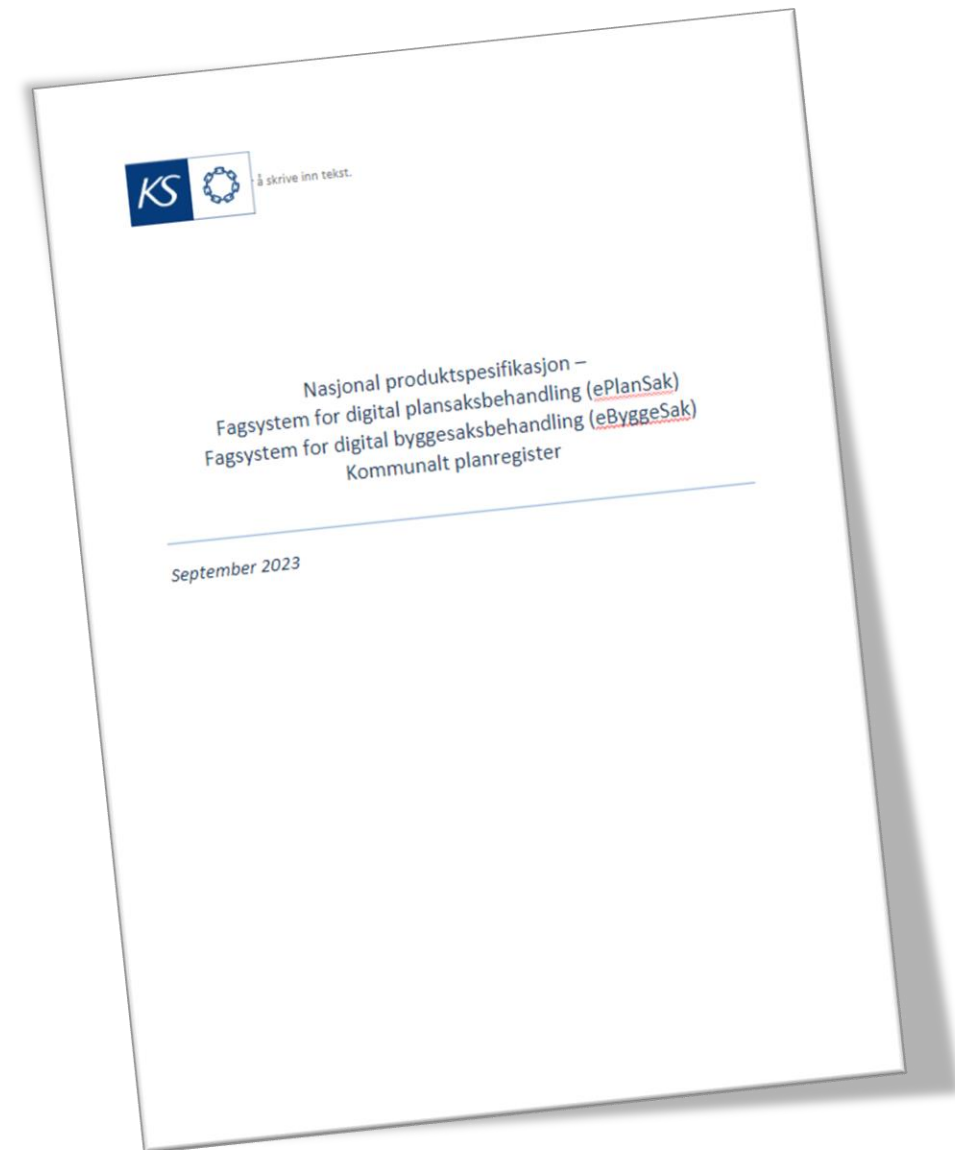 KS
å skrive inn tekst.
Nasjonal produktspesifikasjon –
Fagsystem for digital plansaksbehandling (ePlanSak)
Fagsystem for digital byggesaksbehandling (eByggeSak)
Kommunalt planregister
September 2023